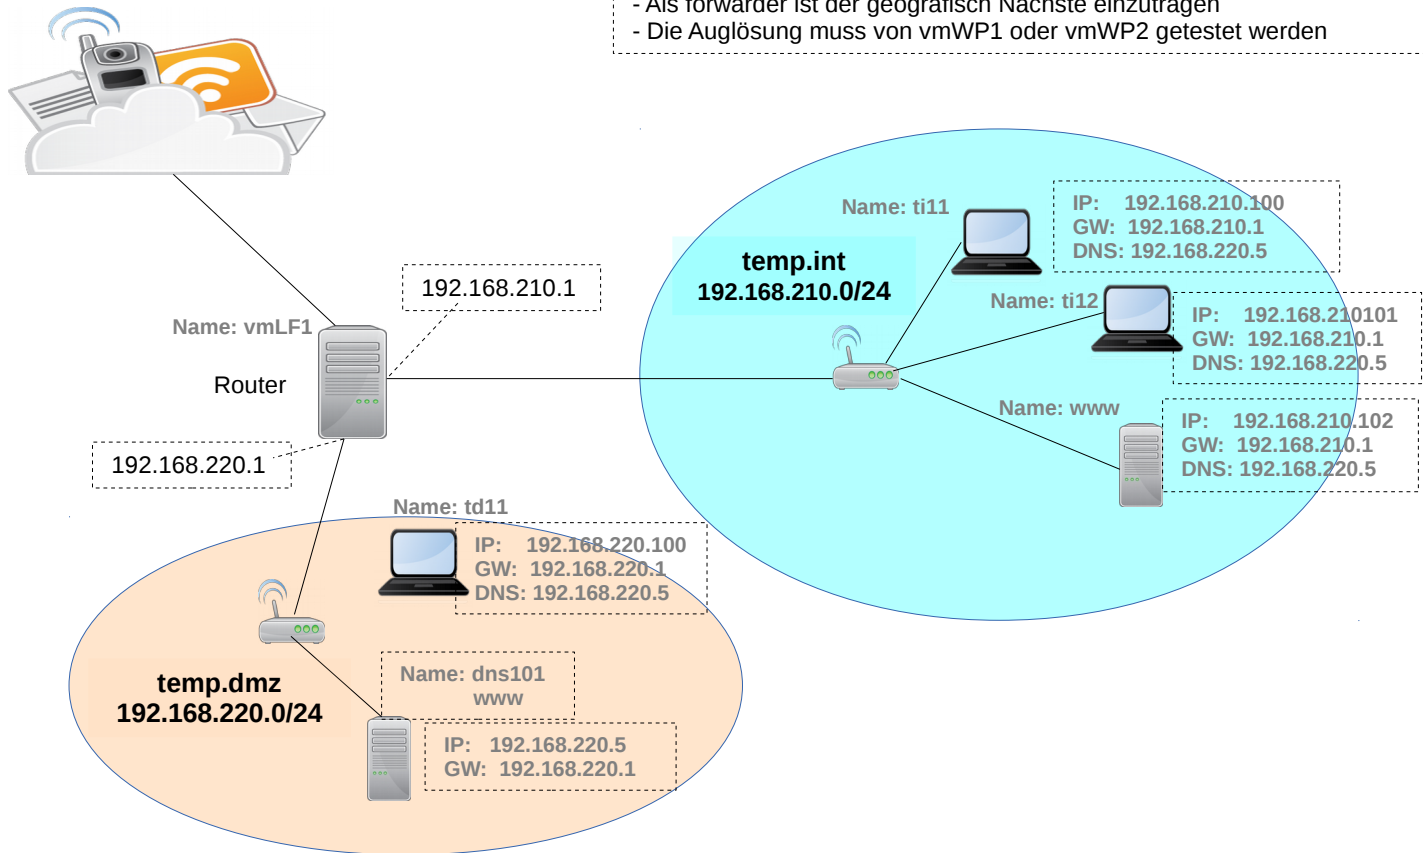 - Als forwarder ist der geografisch Nächste einzutragen
- Die Auglösung muss von vmWP1 oder vmWP2 getestet werden
Name: ti11
IP: 192.168.210.100
GW: 192.168.210.1
DNS: 192.168.220.5
temp.int
192.168.210.0/24
192.168.210.1
Name: ti12
IP: 192.168.210101
GW: 192.168.210.1
DNS: 192.168.220.5
Name: vmLF1
Router
Name: www
IP: 192.168.210.102
GW: 192.168.210.1
DNS: 192.168.220.5
192.168.220.1
Name: td11
IP: 192.168.220.100
GW: 192.168.220.1
DNS: 192.168.220.5
temp.dmz
192.168.220.0/24
Name: dns101
www
IP: 192.168.220.5
GW: 192.168.220.1